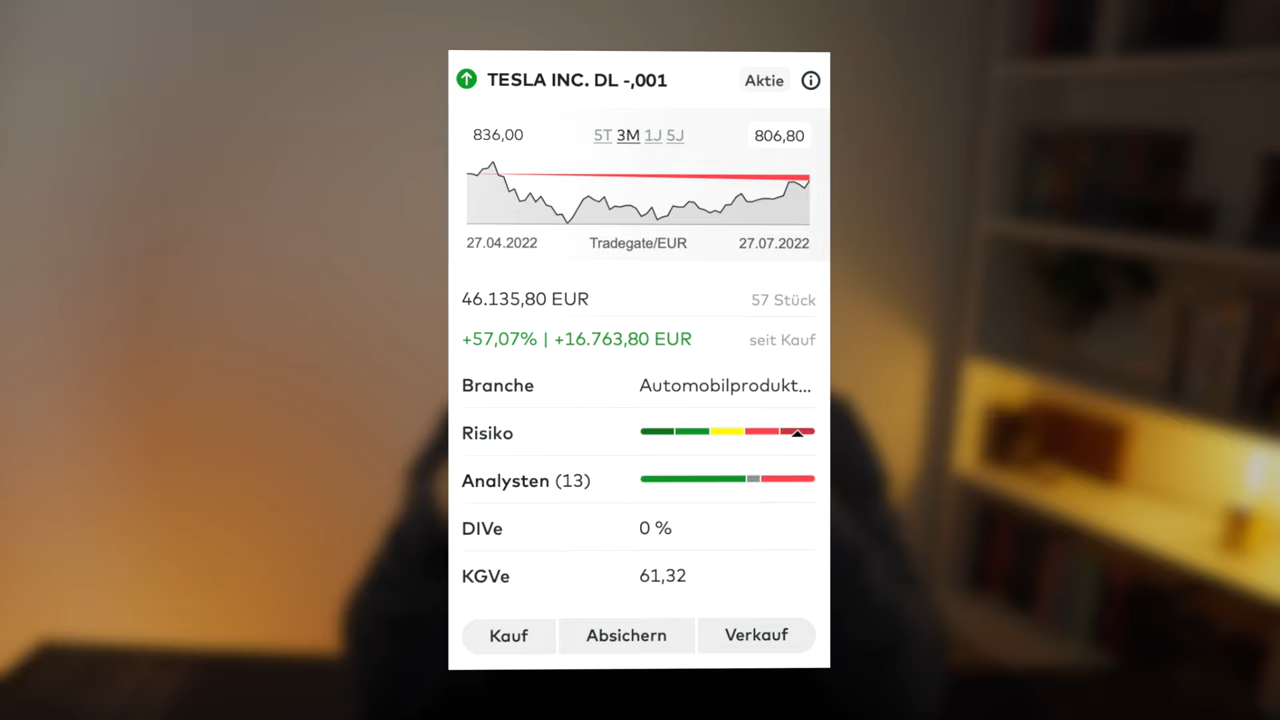 TESLA INC. DL -,001 Aktie
836,00 5T 3M 1J 5J 806,80
27.04.2022 Tradegate/EUR 27.07.2022
46.135,80 EUR 57 Stück
+57,07% | +16.763,80 EUR seit Kauf
Branche Automobilprodukt...
Risiko
Analysten (13)
DIVe 0 %
KGVe 61,32
Kauf Absichern Verkauf